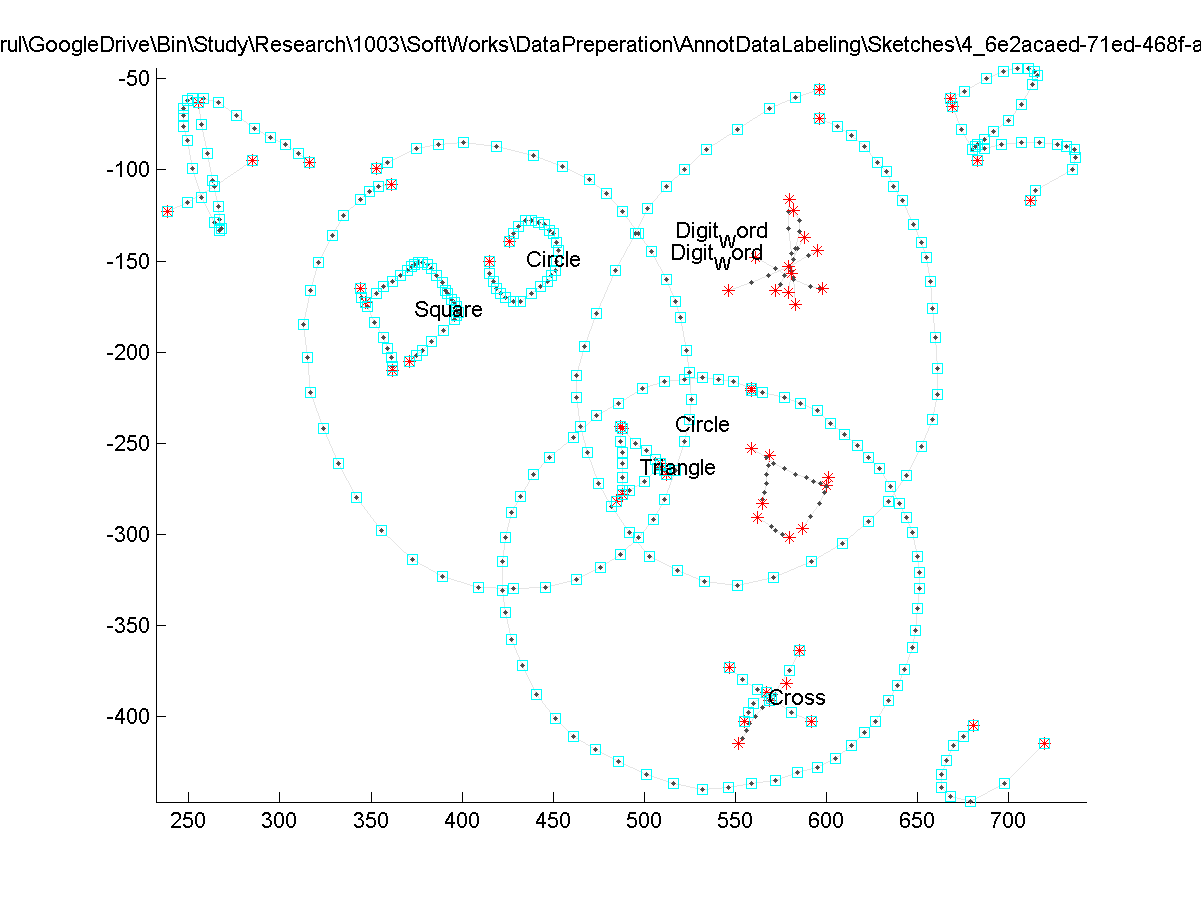 rul\GoogleDrive\Bin\Study\Research\1003\SoftWorks\DataPreperation\AnnotDataLabeling\Sketches\4_6e2acaed-71ed-468f-a
-50
-100
-150
-200
-250
-300
-350
-400
Digitword
Digitword
Circle
Square
Circle
Triangle
Cross
250 300 350 400 450 500 550 600 650 700